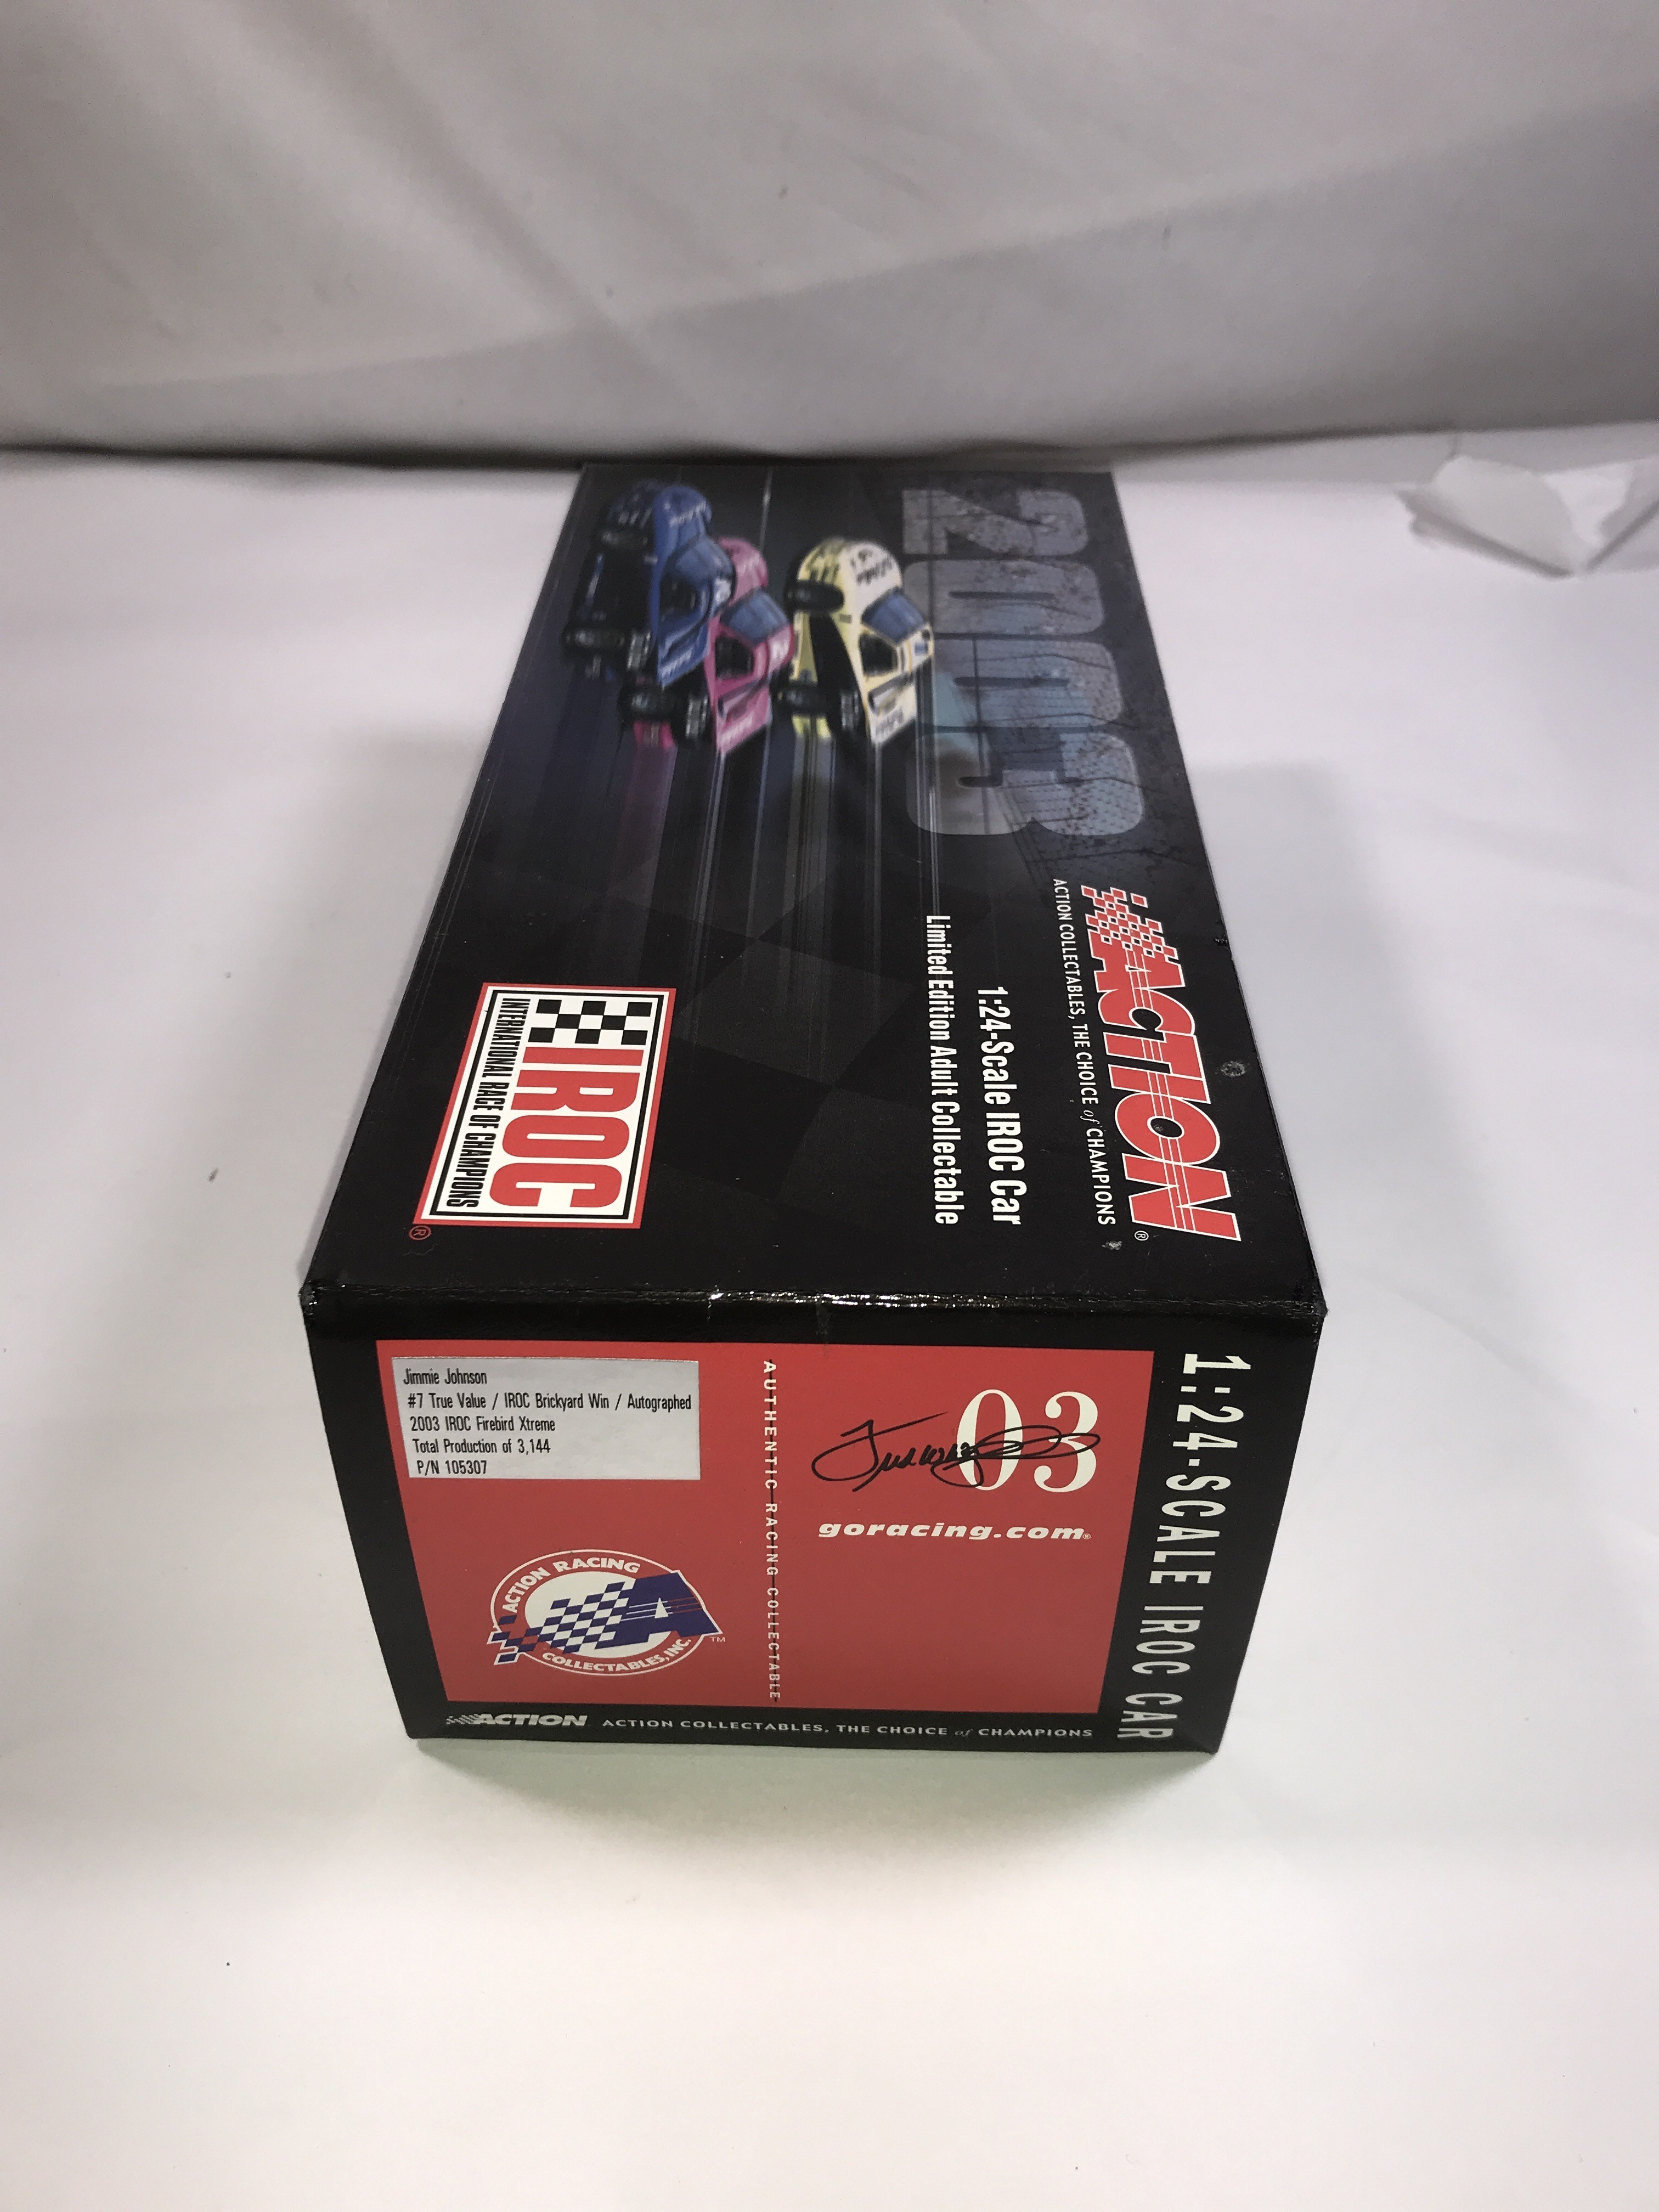 2003
ACTION®
ACTION COLLECTABLES, THE CHOICE of CHAMPIONS
1:24-Scale IROC Car
Limited Edition Adult Collectable
IROC
INTERNATIONAL RACE OF CHAMPIONS
®
1:24-SCALE IROC CAR
03
goracing.com®
AUTHENTIC RACING COLLECTABLE
Jimmie Johnson
#7 True Value / IROC Brickyard Win / Autographed
2003 IROC Firebird Xtreme
Total Production of 3,144
P/N 105307
ACTION RACING
A
COLLECTABLES, INC.
TM
ACTION ACTION COLLECTABLES, THE CHOICE of CHAMPIONS